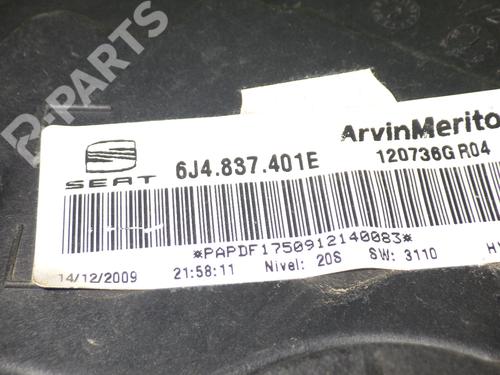 B-PARTS
ArvinMerito
SEAT
6J4.837.401E
120736G R04
*PAPDF1750912140083*
14/12/2009 21:58:11 Nivel: 20S SW: 3110 H